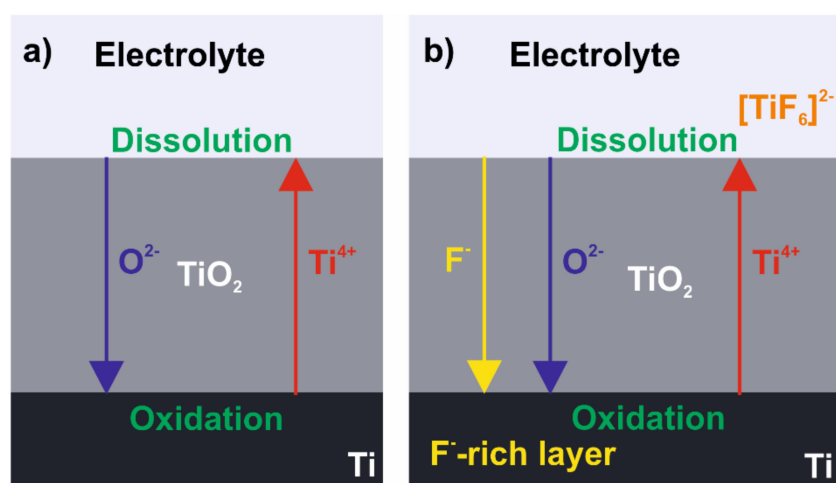 a) Electrolyte
Dissolution
O²⁻
TiO₂
Ti⁴⁺
Oxidation
Ti
b) Electrolyte
[TiF₆]²⁻
Dissolution
F⁻
O²⁻
TiO₂
Ti⁴⁺
Oxidation
F⁻-rich layer
Ti